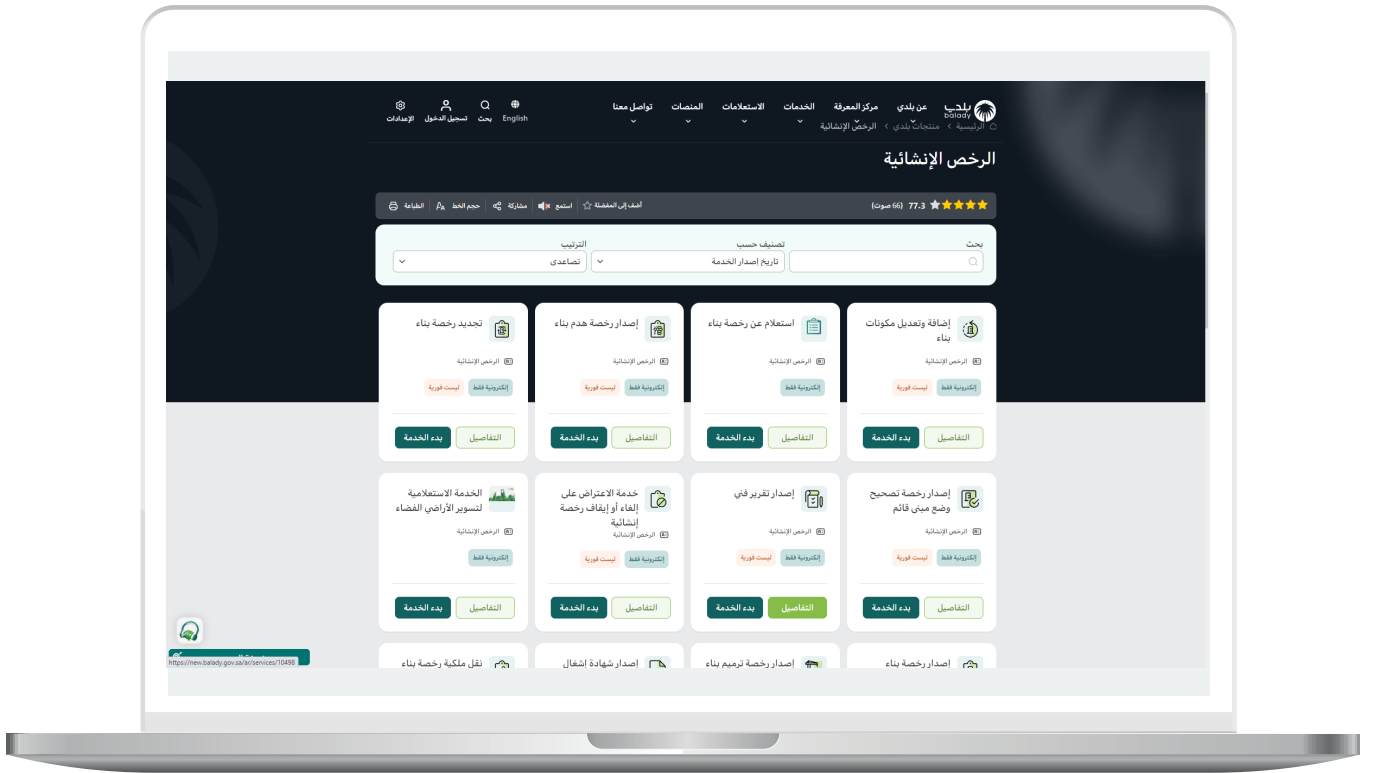 بلدي
balady
عن بلدي
مركز المعرفة
الخدمات
الاستعلامات
المنصات
تواصل معنا
English
بحث
تسجيل الدخول
الإعدادات
الرئيسية › منتجات بلدي › الرخص الإنشائية
الرخص الإنشائية
77.3 (66 صوت)
أضف إلى المفضلة
استمع
مشاركة
حجم الخط
الطباعة
بحث
تصنيف حسب
الترتيب
تاريخ إصدار الخدمة
تصاعدي
إضافة وتعديل مكونات
بناء
الرخص الإنشائية
إلكترونية فقط
ليست فورية
التفاصيل
بدء الخدمة
استعلام عن رخصة بناء
الرخص الإنشائية
إلكترونية فقط
التفاصيل
بدء الخدمة
إصدار رخصة هدم بناء
الرخص الإنشائية
إلكترونية فقط
ليست فورية
التفاصيل
بدء الخدمة
تجديد رخصة بناء
الرخص الإنشائية
إلكترونية فقط
ليست فورية
التفاصيل
بدء الخدمة
إصدار رخصة تصحيح
وضع مبنى قائم
الرخص الإنشائية
إلكترونية فقط
ليست فورية
التفاصيل
بدء الخدمة
إصدار تقرير فني
الرخص الإنشائية
إلكترونية فقط
ليست فورية
التفاصيل
بدء الخدمة
خدمة الاعتراض على
إلغاء أو إيقاف رخصة
إنشائية
الرخص الإنشائية
إلكترونية فقط
ليست فورية
التفاصيل
بدء الخدمة
الخدمة الاستعلامية
لتسوير الأراضي الفضاء
الرخص الإنشائية
إلكترونية فقط
التفاصيل
بدء الخدمة
إصدار رخصة بناء
إصدار رخصة ترميم بناء
إصدار شهادة إشغال
نقل ملكية رخصة بناء
https://new.balady.gov.sa/ar/services/10498